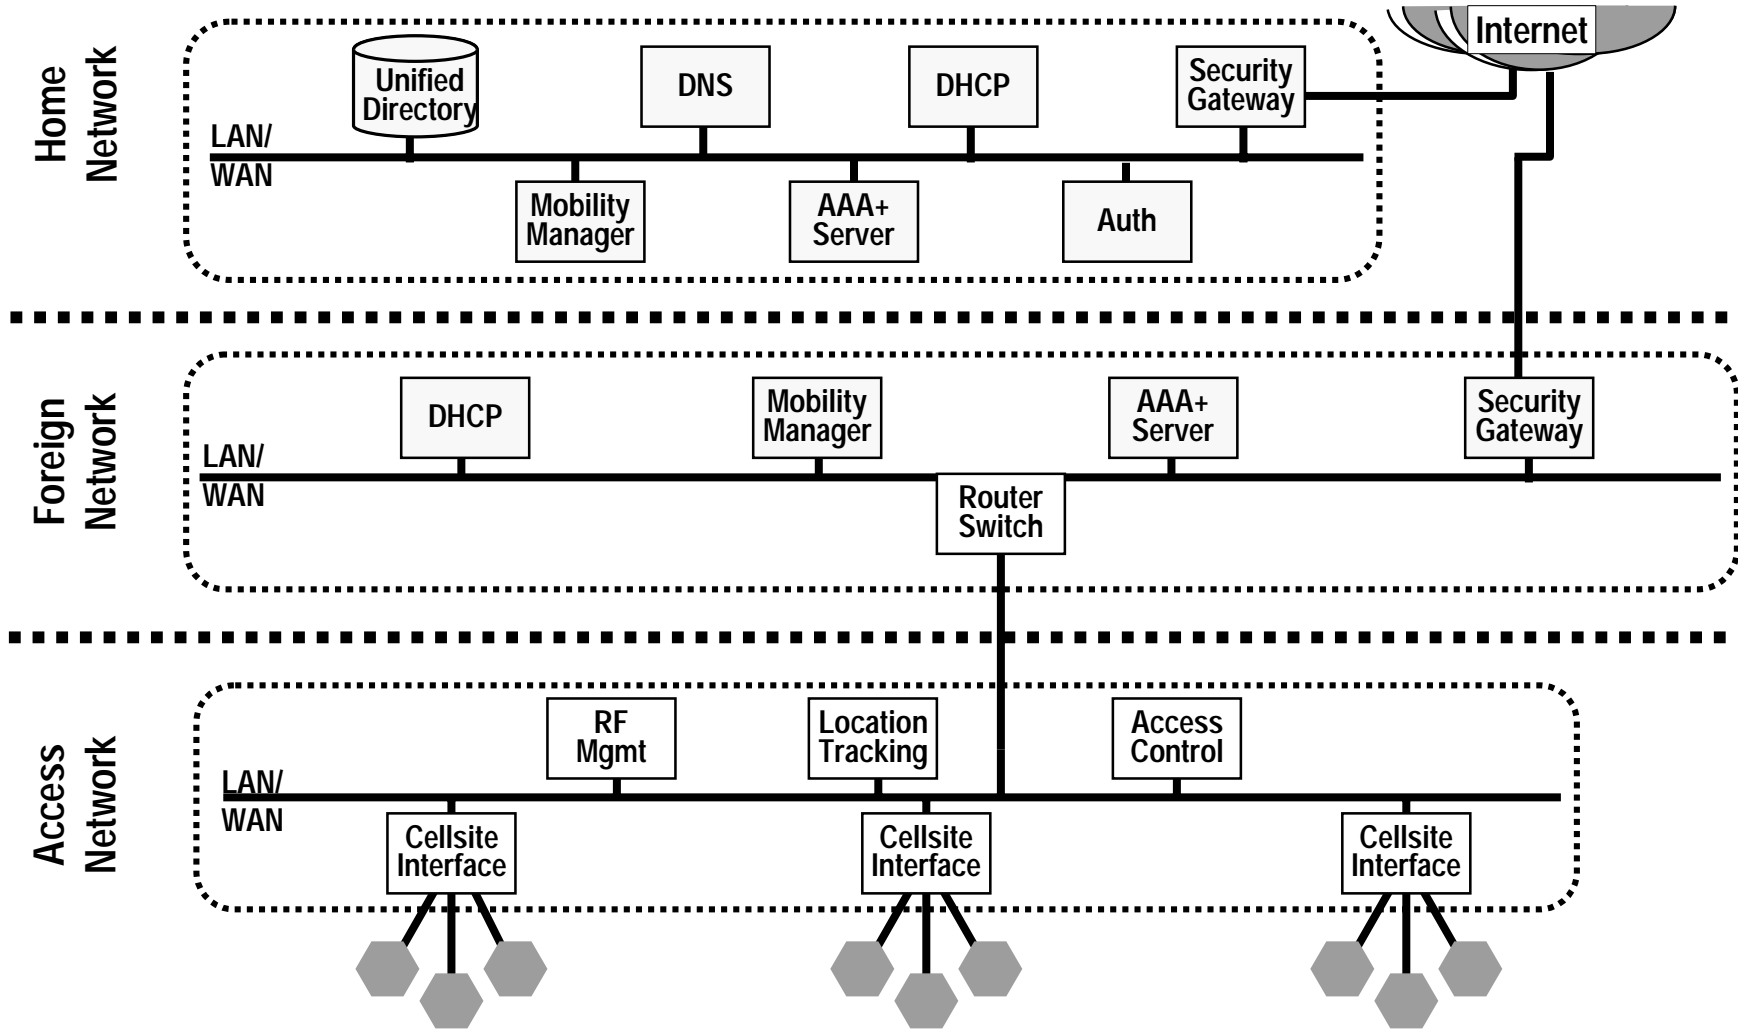 Internet
Home
Network
Unified
Directory
DNS
DHCP
Security
Gateway
LAN/
WAN
Mobility
Manager
AAA+
Server
Auth
Foreign
Network
DHCP
Mobility
Manager
AAA+
Server
Security
Gateway
LAN/
WAN
Router
Switch
Access
Network
RF
Mgmt
Location
Tracking
Access
Control
LAN/
WAN
Cellsite
Interface
Cellsite
Interface
Cellsite
Interface